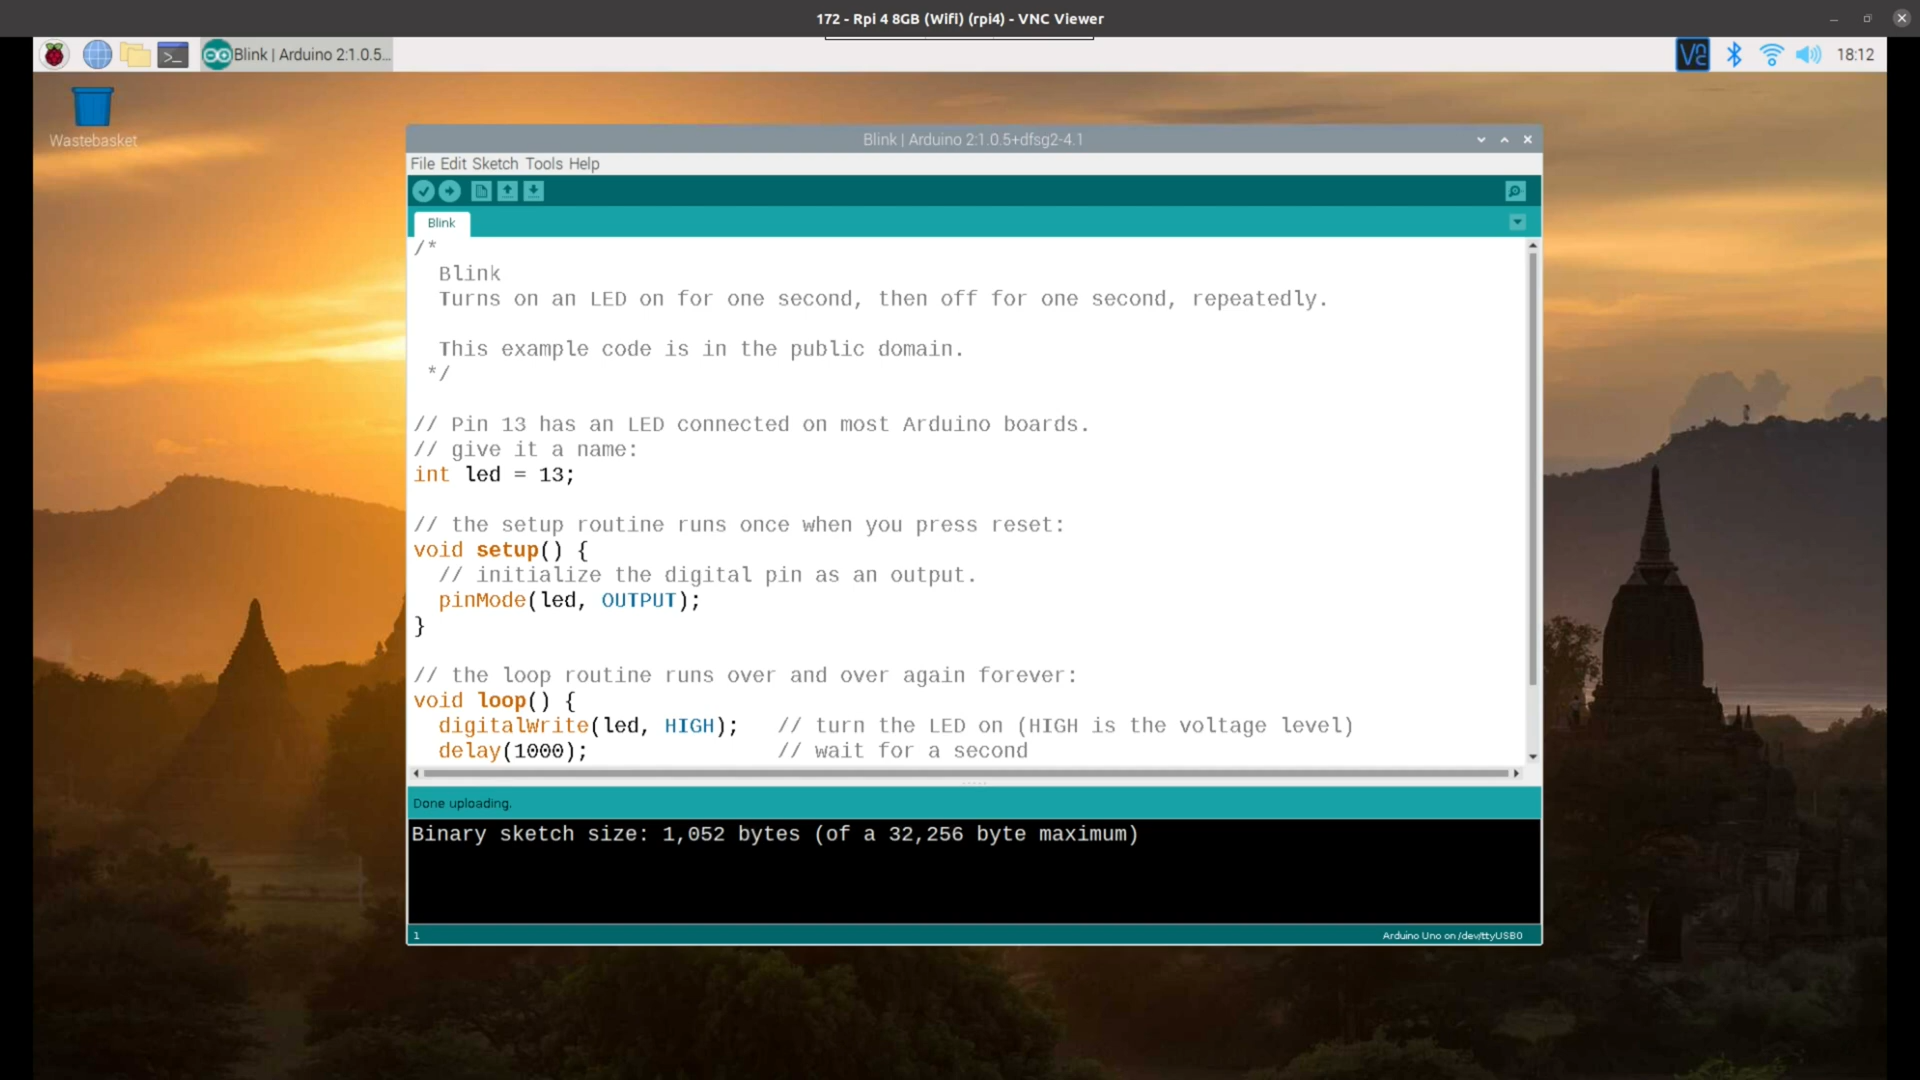 172 - Rpi 4 8GB (Wifi) (rpi4) - VNC Viewer
Blink | Arduino 2:1.0.5...
18:12
Wastebasket
Blink | Arduino 2:1.0.5+dfsg2-4.1
File Edit Sketch Tools Help
Blink
/*
  Blink
  Turns on an LED on for one second, then off for one second, repeatedly.

  This example code is in the public domain.
 */

// Pin 13 has an LED connected on most Arduino boards.
// give it a name:
int led = 13;

// the setup routine runs once when you press reset:
void setup() {
  // initialize the digital pin as an output.
  pinMode(led, OUTPUT);
}

// the loop routine runs over and over again forever:
void loop() {
  digitalWrite(led, HIGH);   // turn the LED on (HIGH is the voltage level)
  delay(1000);               // wait for a second
Done uploading.
Binary sketch size: 1,052 bytes (of a 32,256 byte maximum)
1
Arduino Uno on /dev/ttyUSB0